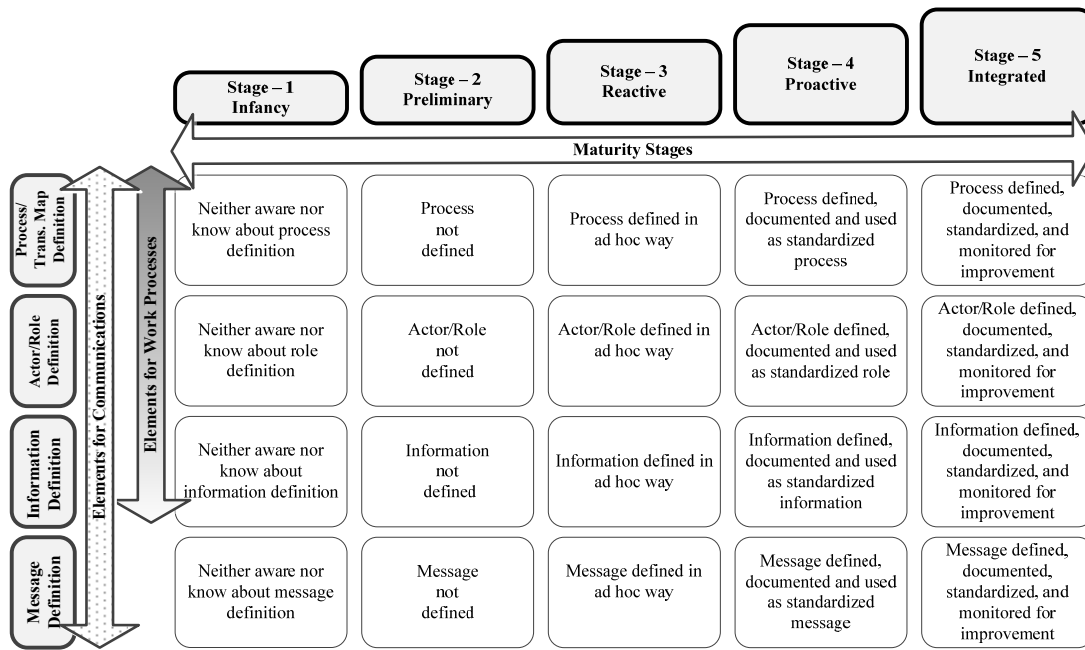 Stage – 1
Infancy
Stage – 2
Preliminary
Stage – 3
Reactive
Stage – 4
Proactive
Stage – 5
Integrated
Maturity Stages
Process/
Trans. Map
Definition
Actor/Role
Definition
Information
Definition
Message
Definition
Elements for Communications
Elements for Work Processes
Neither aware nor
know about process
definition
Process
not
defined
Process defined in
ad hoc way
Process defined,
documented and used
as standardized
process
Process defined,
documented,
standardized, and
monitored for
improvement
Neither aware nor
know about role
definition
Actor/Role
not
defined
Actor/Role defined in
ad hoc way
Actor/Role defined,
documented and used
as standardized role
Actor/Role defined,
documented,
standardized, and
monitored for
improvement
Neither aware nor
know about
information definition
Information
not
defined
Information defined in
ad hoc way
Information defined,
documented and used
as standardized
information
Information defined,
documented,
standardized, and
monitored for
improvement
Neither aware nor
know about message
definition
Message
not
defined
Message defined in
ad hoc way
Message defined,
documented and used
as standardized
message
Message defined,
documented,
standardized, and
monitored for
improvement